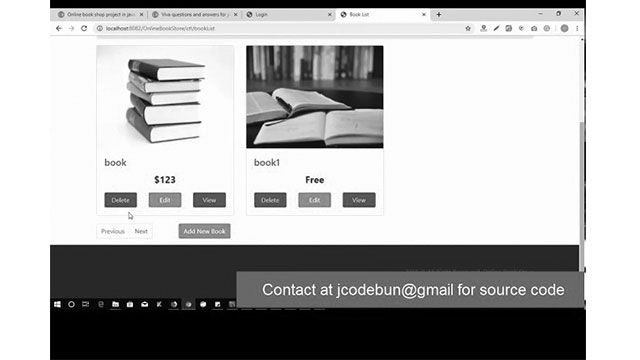 Online book shop project in jav
Viva questions and answers for j
Login
Book List
localhost:8082/OnlineBookStore/ctl/bookList
book
book1
$123
Free
Delete
Edit
View
Delete
Edit
View
Previous
Next
Add New Book
Contact at jcodebun@gmail for source code